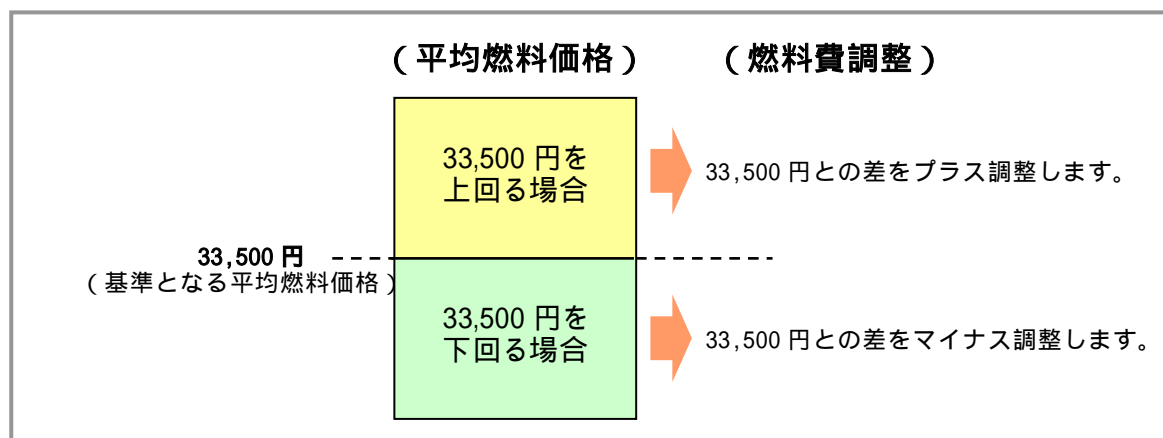 （平均燃料価格）
（燃料費調整）
33,500 円を
上回る場合
33,500 円との差をプラス調整します。
33,500 円
（基準となる平均燃料価格）
33,500 円を
下回る場合
33,500 円との差をマイナス調整します。